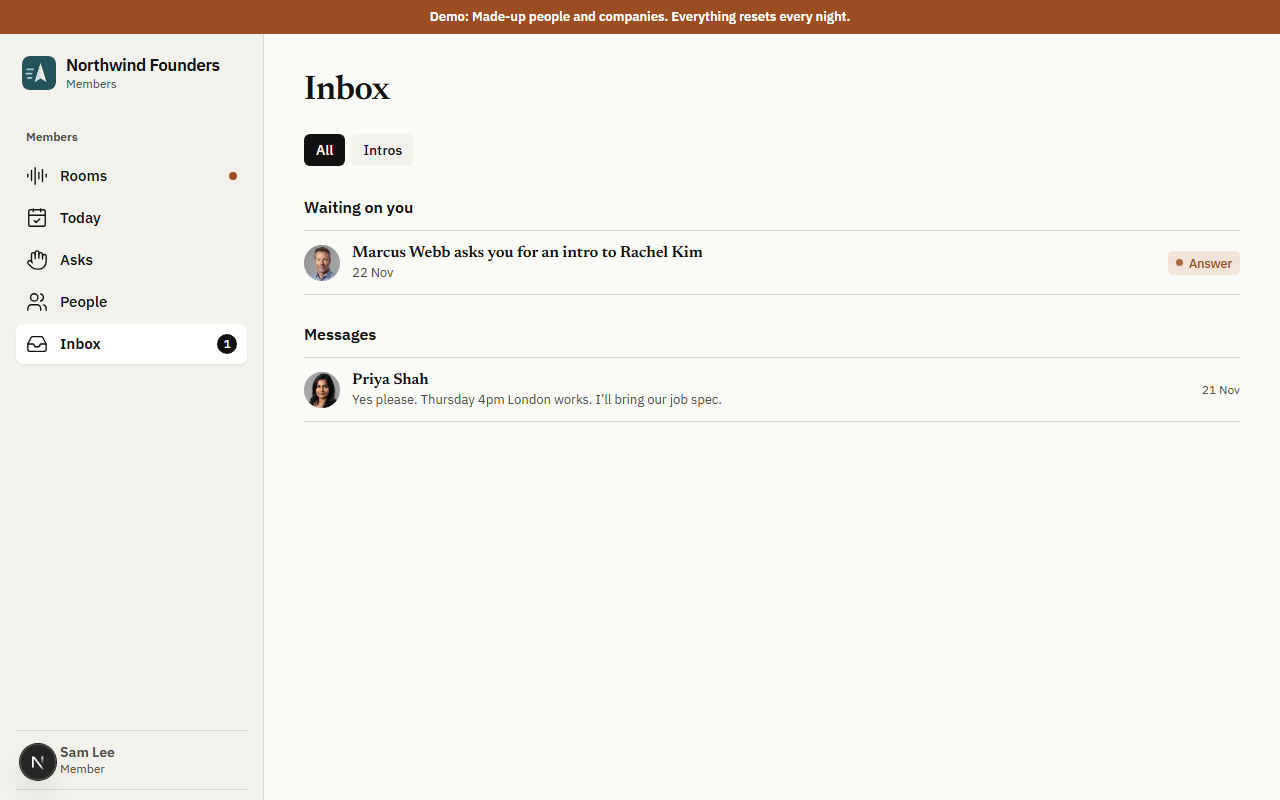 Demo: Made-up people and companies. Everything resets every night.
Northwind Founders
Members
Members
Rooms
Today
Asks
People
Inbox 1
Sam Lee
Member
N
Inbox
All Intros
Waiting on you
Marcus Webb asks you for an intro to Rachel Kim
22 Nov
Answer
Messages
Priya Shah
Yes please. Thursday 4pm London works. I’ll bring our job spec.
21 Nov